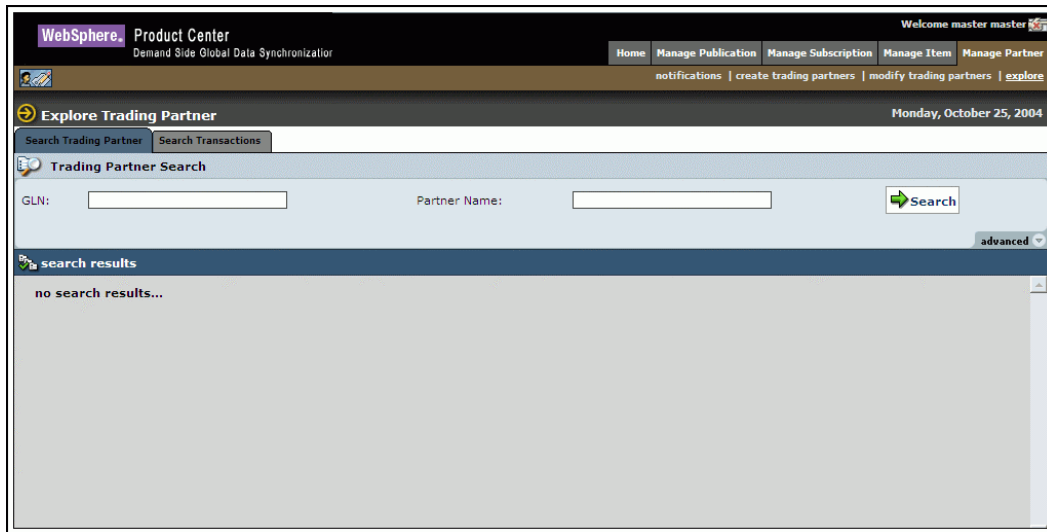 Welcome master master
WebSphere. Product Center
Demand Side Global Data Synchronization
Home Manage Publication Manage Subscription Manage Item Manage Partner
notifications | create trading partners | modify trading partners | explore
Explore Trading Partner Monday, October 25, 2004
Search Trading Partner Search Transactions
Trading Partner Search
GLN: Partner Name: Search
advanced
search results
no search results...